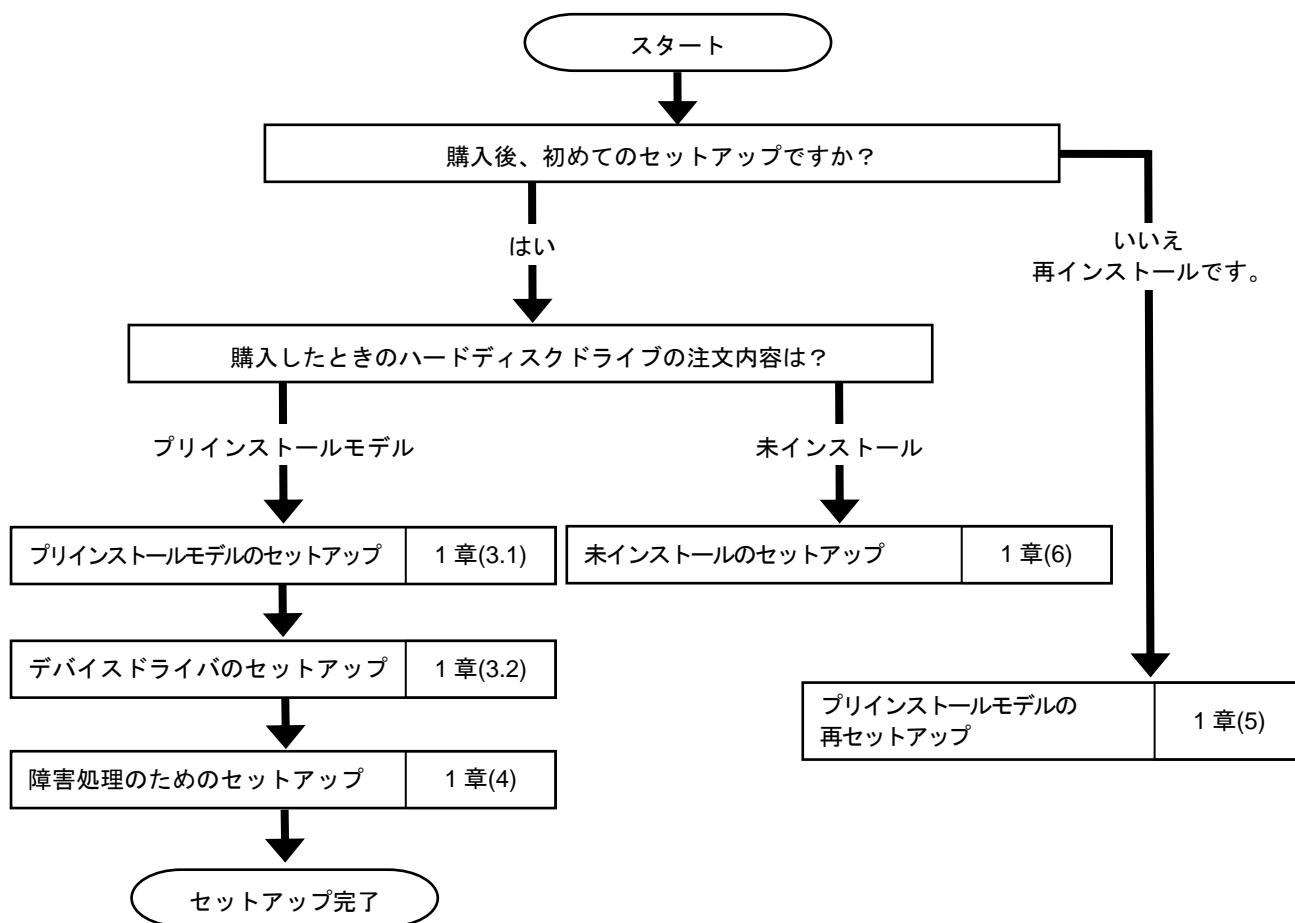 スタート
購入後、初めてのセットアップですか？
はい
いいえ
再インストールです。
購入したときのハードディスクドライブの注文内容は？
プリインストールモデル
未インストール
プリインストールモデルのセットアップ
1 章(3.1)
未インストールのセットアップ
1 章(6)
デバイスドライバのセットアップ
1 章(3.2)
プリインストールモデルの
再セットアップ
1 章(5)
障害処理のためのセットアップ
1 章(4)
セットアップ完了